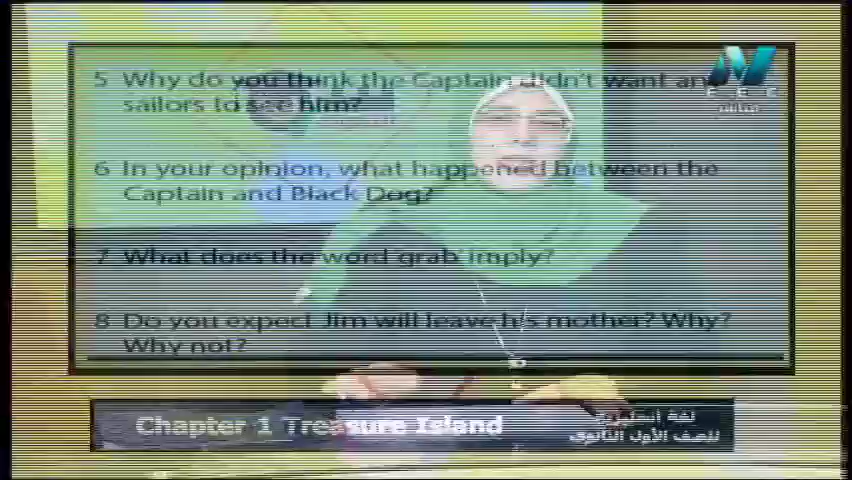 5 Why do you think the Captain didn't want any
sailors to see him?
6 In your opinion, what happened between the
Captain and Black Dog?
7 What does the word 'grab' imply?
8 Do you expect Jim will leave his mother? Why?
Why not?
EEC
Chapter 1 Treasure Island
لغة إنجليزية
للصف الأول الثانوى